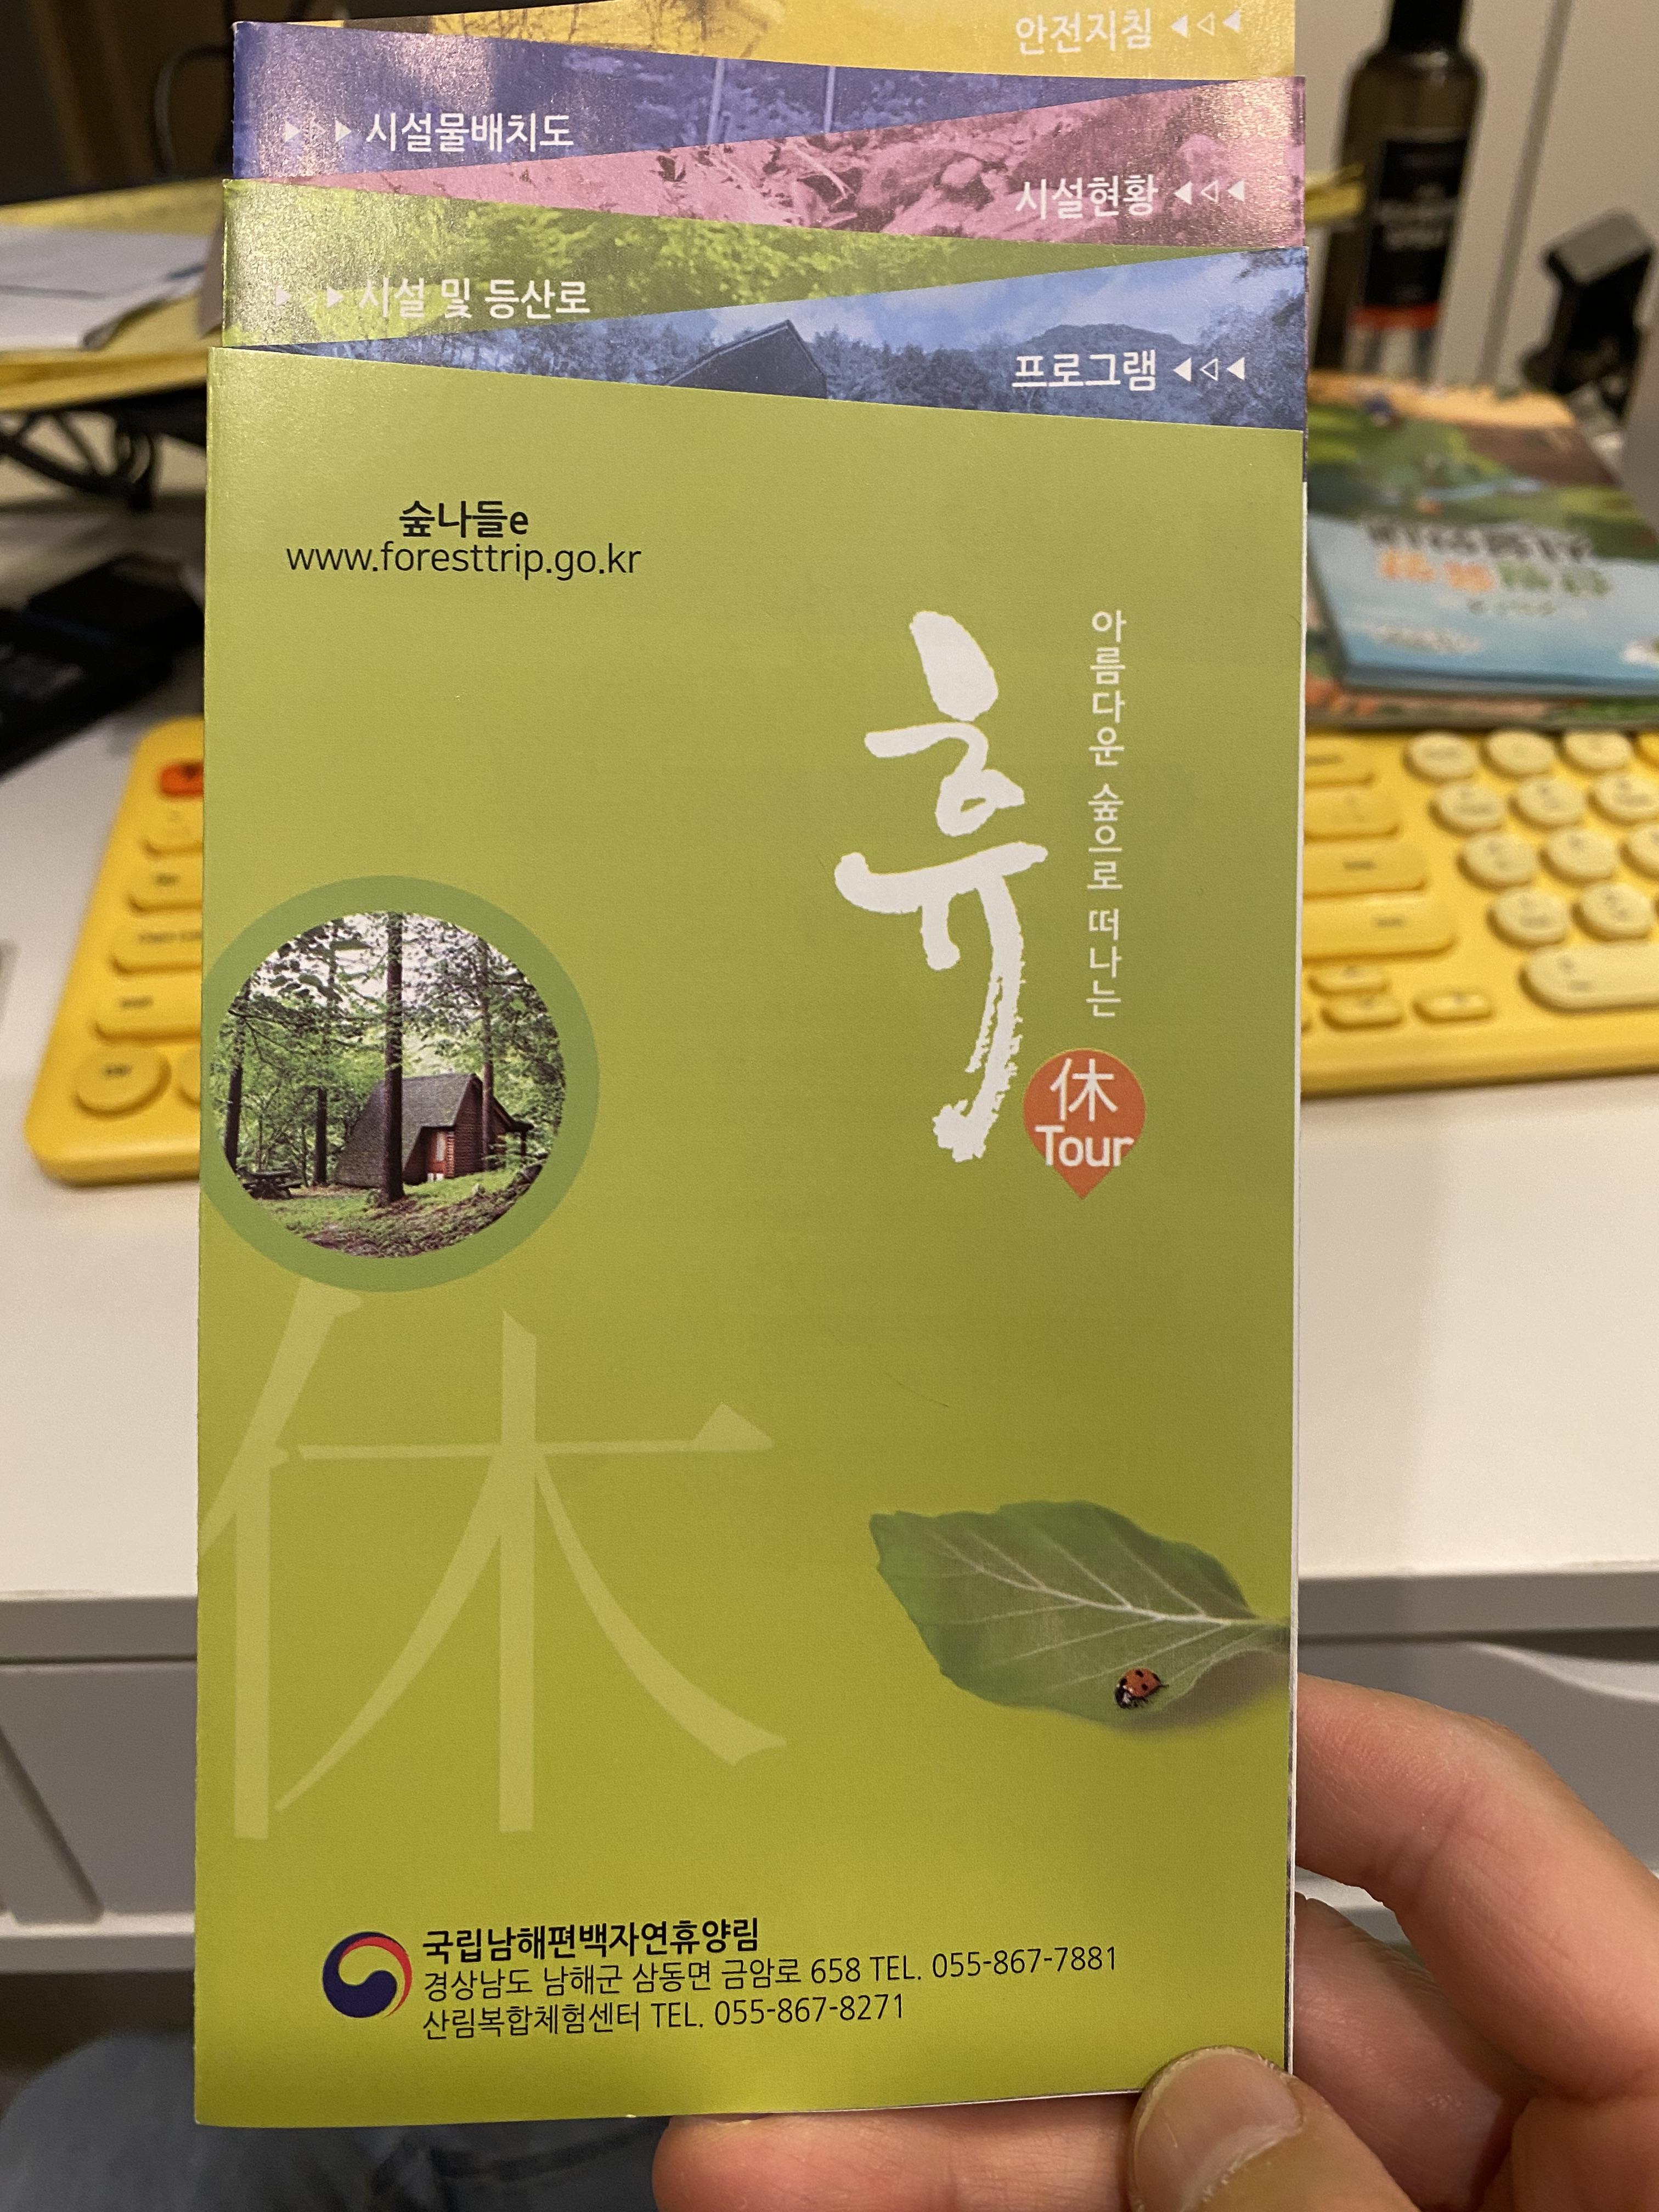 안전지침
시설물배치도
시설현황
시설 및 등산로
프로그램
숲나들e
www.foresttrip.go.kr
아름다운 숲으로 떠나는
휴
休
Tour
休
국립남해편백자연휴양림
경상남도 남해군 삼동면 금암로 658 TEL. 055-867-7881
산림복합체험센터 TEL. 055-867-8271